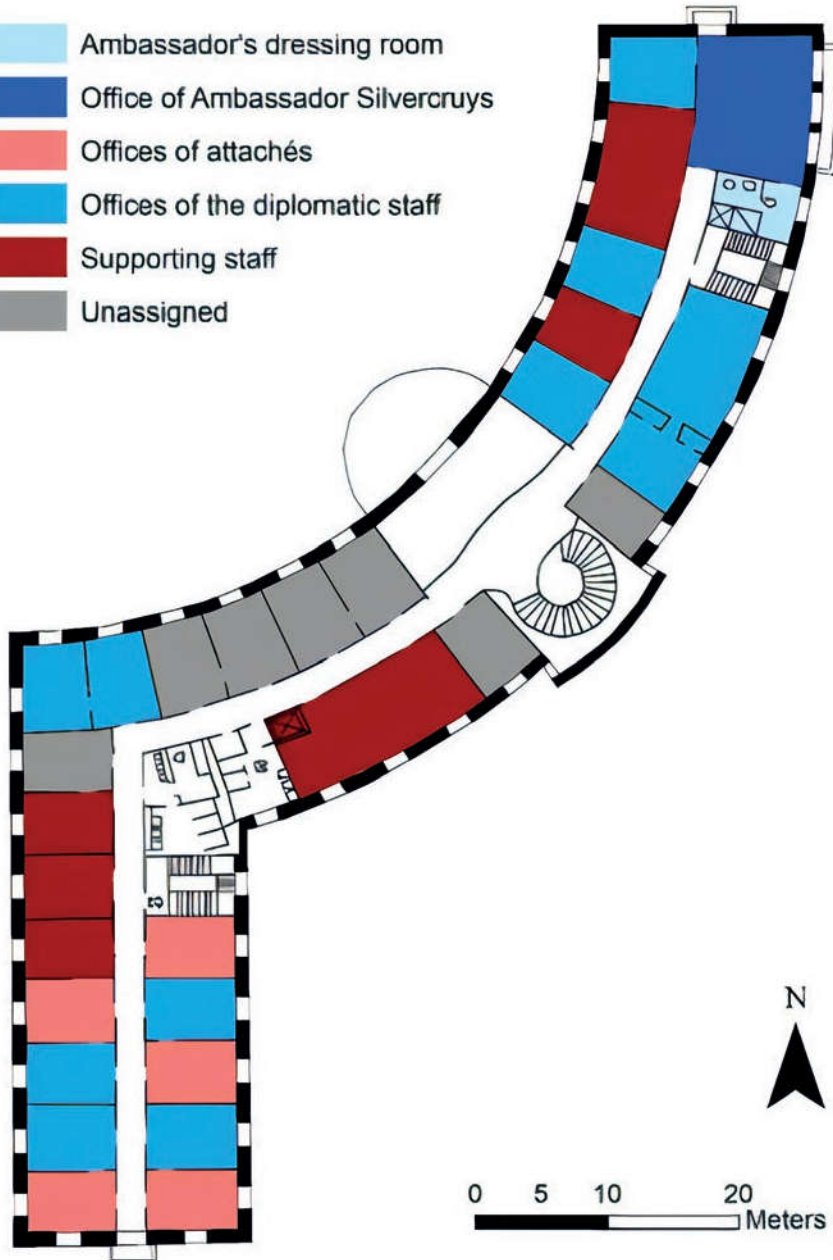 Ambassador's dressing room
Office of Ambassador Silvercruys
Offices of attachés
Offices of the diplomatic staff
Supporting staff
Unassigned
N
0 5 10 20
Meters